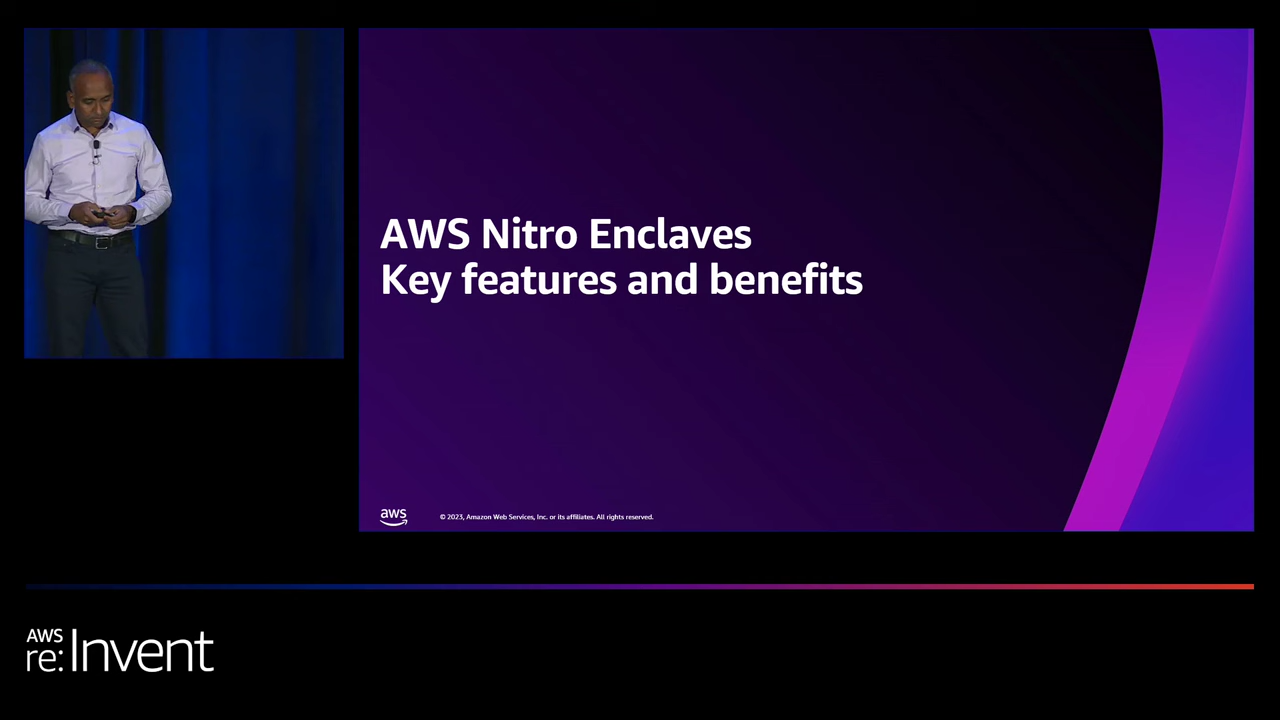 AWS Nitro Enclaves
Key features and benefits
aws
© 2023, Amazon Web Services, Inc. or its affiliates. All rights reserved.
AWS
re:Invent